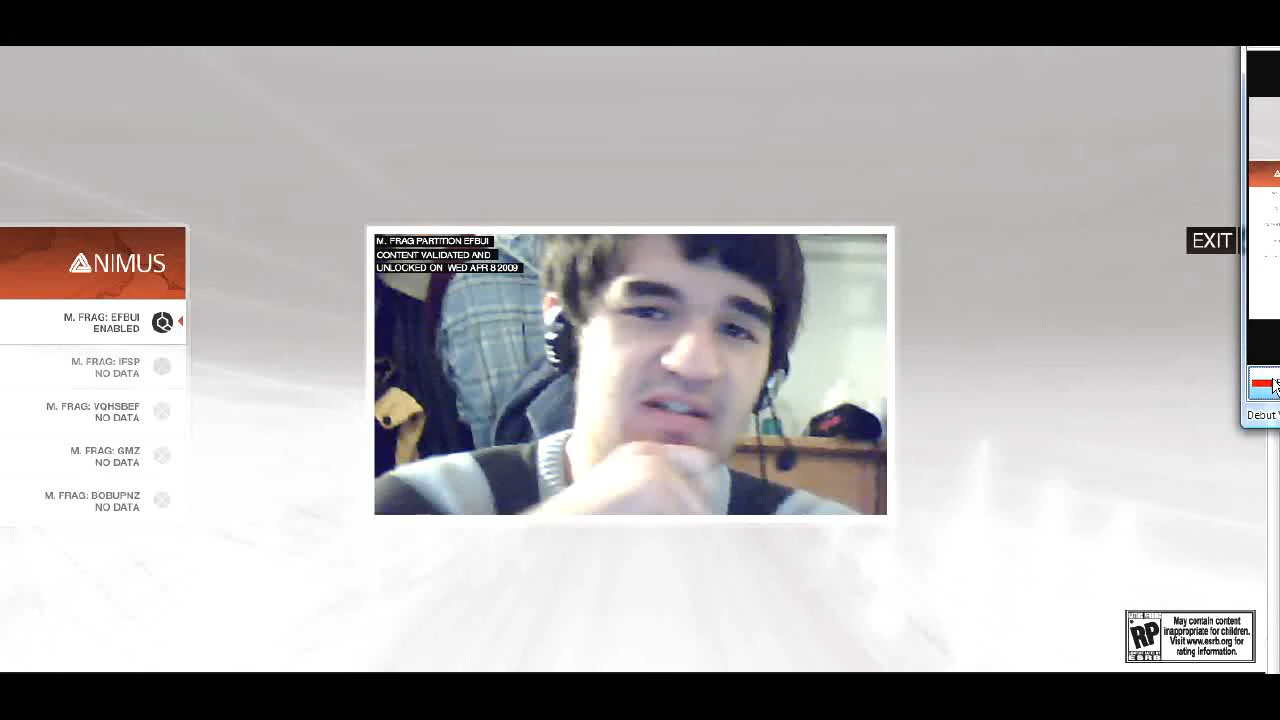 M. FRAG PARTITION EFBUI
CONTENT VALIDATED AND
UNLOCKED ON WED APR 8 2009
EXIT
ANIMUS
M. FRAG: EFBUI
ENABLED
M. FRAG: IFSP
NO DATA
M. FRAG: VQHSBEF
NO DATA
M. FRAG: GMZ
NO DATA
M. FRAG: BOBUPNZ
NO DATA
Debut
RP
ESRB
May contain content
inappropriate for children.
Visit www.esrb.org for
rating information.